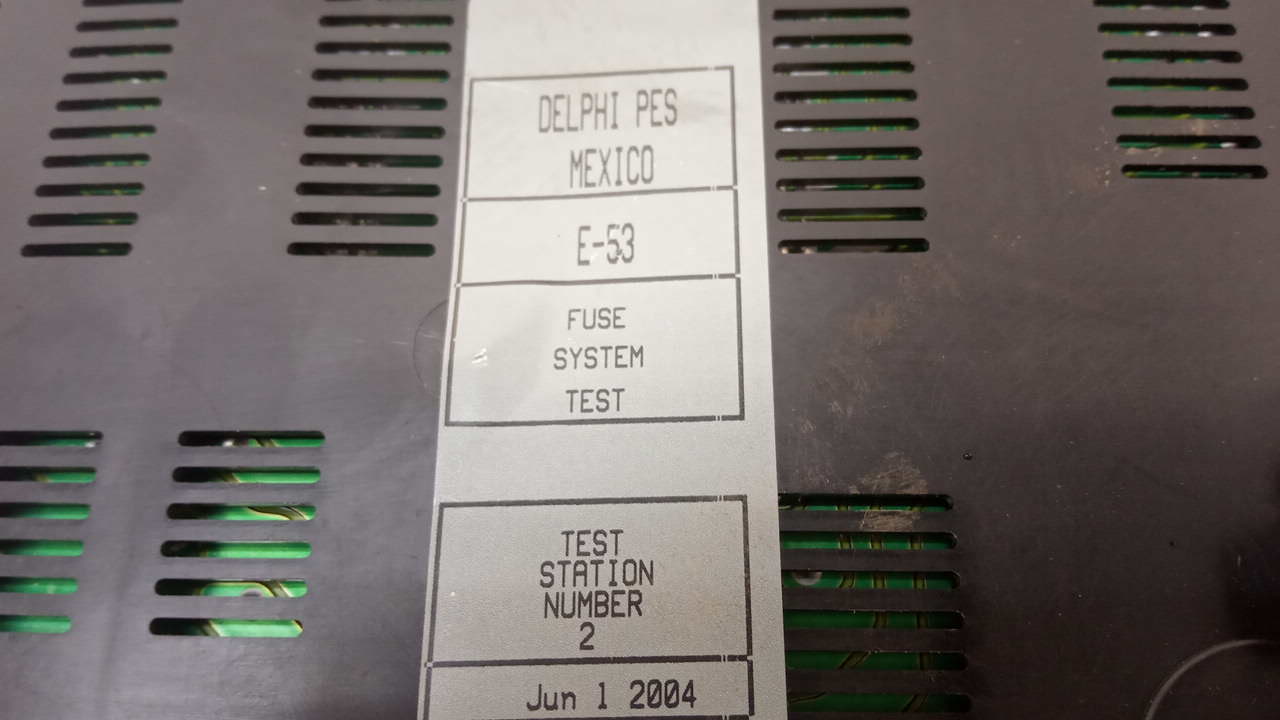 DELPHI PES
MEXICO
E-53
FUSE
SYSTEM
TEST
TEST
STATION
NUMBER
2
Jun 1 2004